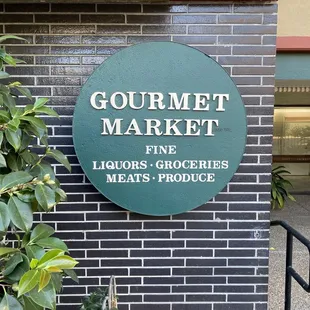 GOURMET
MARKET
FINE
LIQUORS · GROCERIES
MEATS · PRODUCE